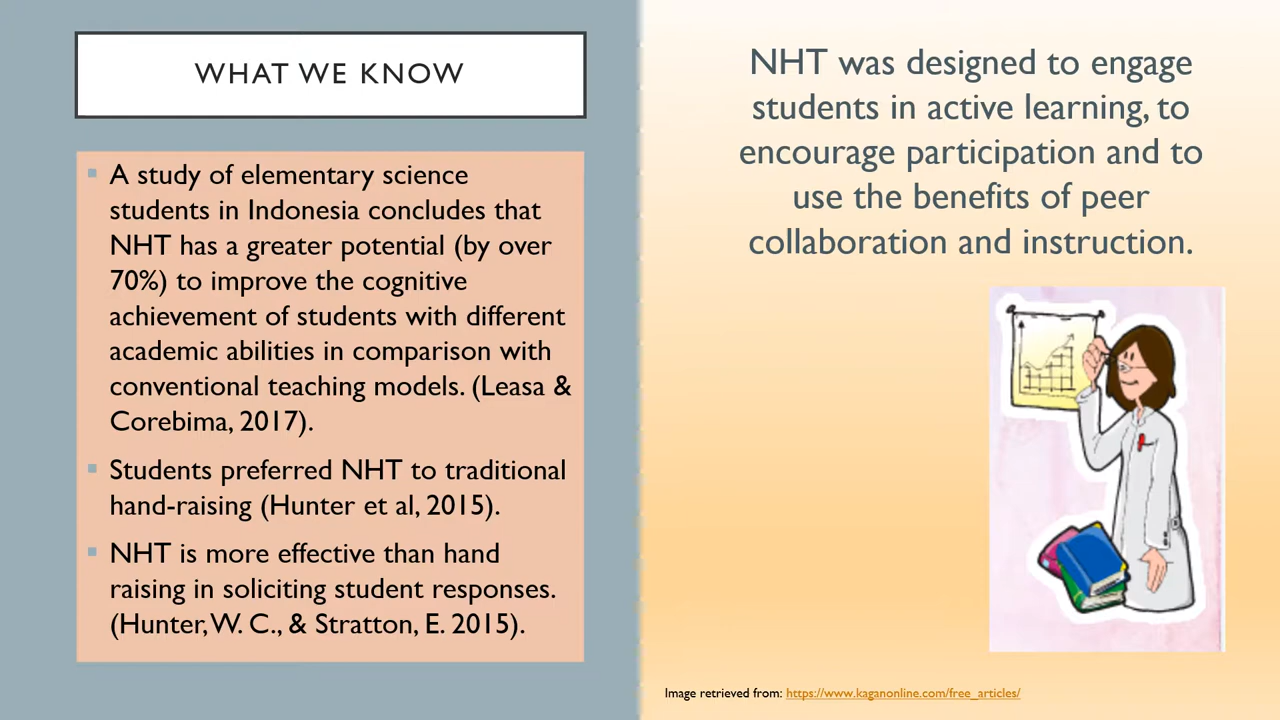 WHAT WE KNOW
A study of elementary science
students in Indonesia concludes that
NHT has a greater potential (by over
70%) to improve the cognitive
achievement of students with different
academic abilities in comparison with
conventional teaching models. (Leasa &
Corebima, 2017).
Students preferred NHT to traditional
hand-raising (Hunter et al, 2015).
NHT is more effective than hand
raising in soliciting student responses.
(Hunter, W. C., & Stratton, E. 2015).
NHT was designed to engage
students in active learning, to
encourage participation and to
use the benefits of peer
collaboration and instruction.
Image retrieved from: https://www.kaganonline.com/free_articles/